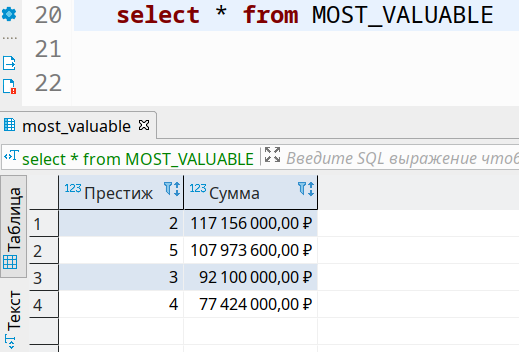 20 select * from MOST_VALUABLE
21
22
most_valuable
select * from MOST_VALUABLE Введите SQL выражение чтоб
Таблица
Текст
123 Престиж 123 Сумма
1 2 117 156 000,00 ₽
2 5 107 973 600,00 ₽
3 3 92 100 000,00 ₽
4 4 77 424 000,00 ₽